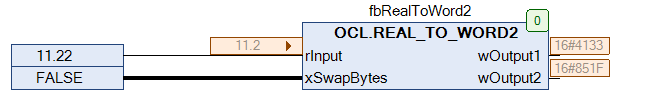 fbRealToWord2
0
OCL.REAL_TO_WORD2
11.22
11.2
rInput
wOutput1
16#4133
FALSE
xSwapBytes
wOutput2
16#851F